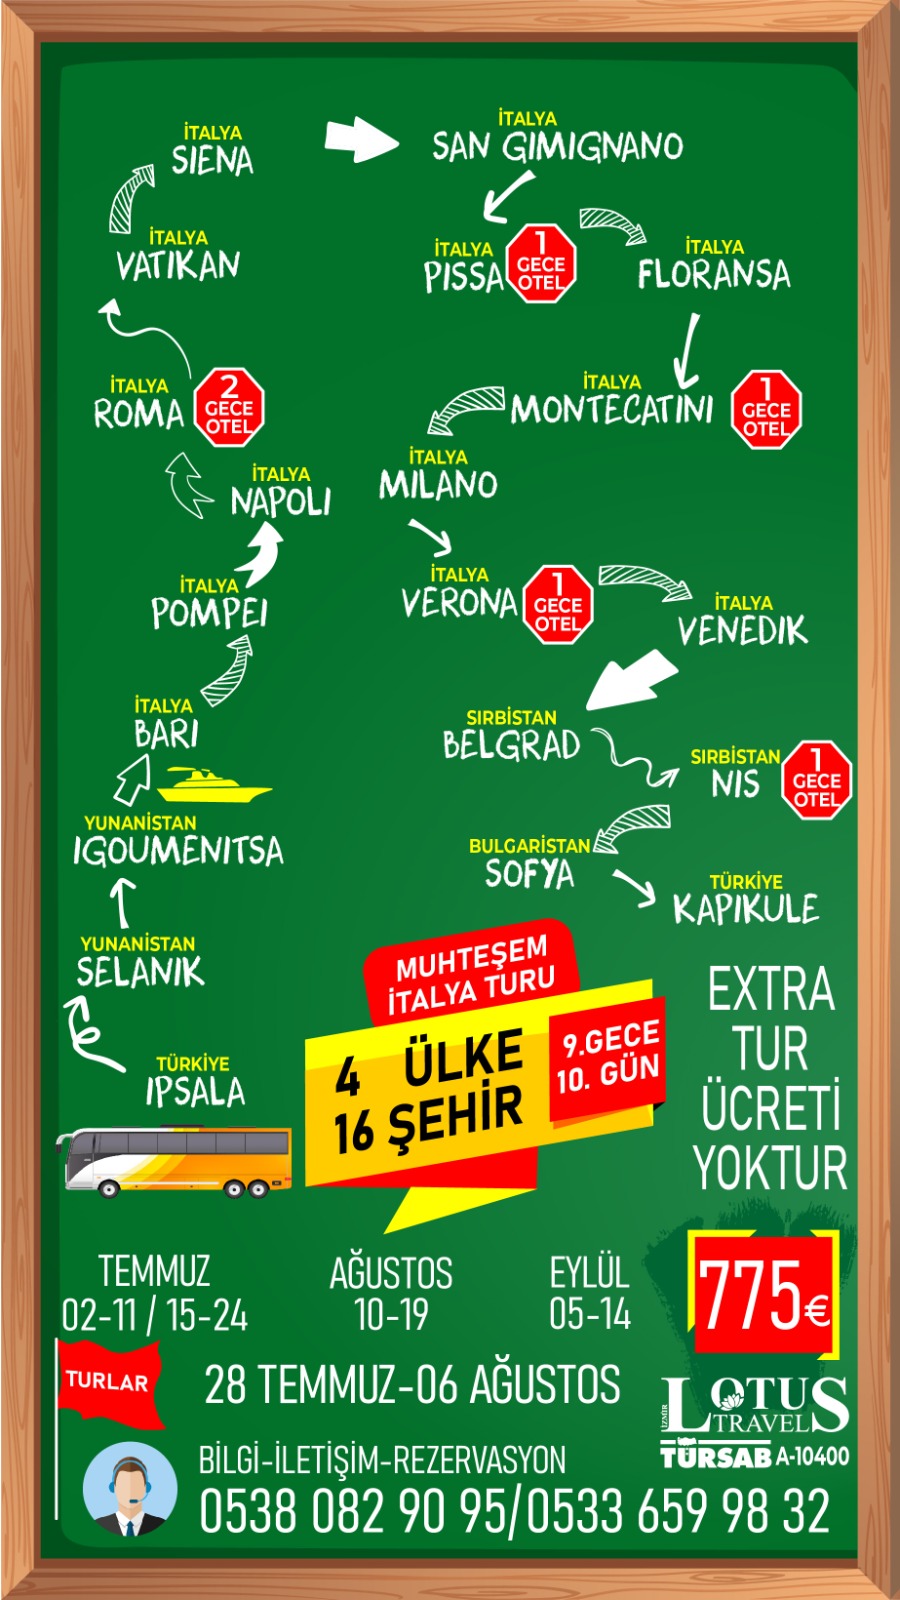 İTALYA
SIENA
İTALYA
SAN GIMIGNANO
İTALYA
VATIKAN
İTALYA
PISSA
1
GECE
OTEL
İTALYA
FLORANSA
İTALYA
ROMA
2
GECE
OTEL
İTALYA
MONTECATINI
1
GECE
OTEL
İTALYA
NAPOLI
İTALYA
MILANO
İTALYA
POMPEI
İTALYA
VERONA
1
GECE
OTEL
İTALYA
VENEDIK
İTALYA
BARI
SIRBİSTAN
BELGRAD
SIRBİSTAN
NIS
1
GECE
OTEL
YUNANİSTAN
IGOUMENITSA
BULGARİSTAN
SOFYA
TÜRKİYE
KAPIKULE
YUNANİSTAN
SELANIK
TÜRKİYE
IPSALA
MUHTEŞEM
İTALYA TURU
4 ÜLKE
16 ŞEHİR
9.GECE
10. GÜN
EXTRA
TUR
ÜCRETİ
YOKTUR
TEMMUZ
02-11 / 15-24
AĞUSTOS
10-19
EYLÜL
05-14
775€
TURLAR
28 TEMMUZ-06 AĞUSTOS
İZMİR
LOTUS
TRAVEL
TÜRSAB A-10400
BİLGİ-İLETİŞİM-REZERVASYON
0538 082 90 95/0533 659 98 32